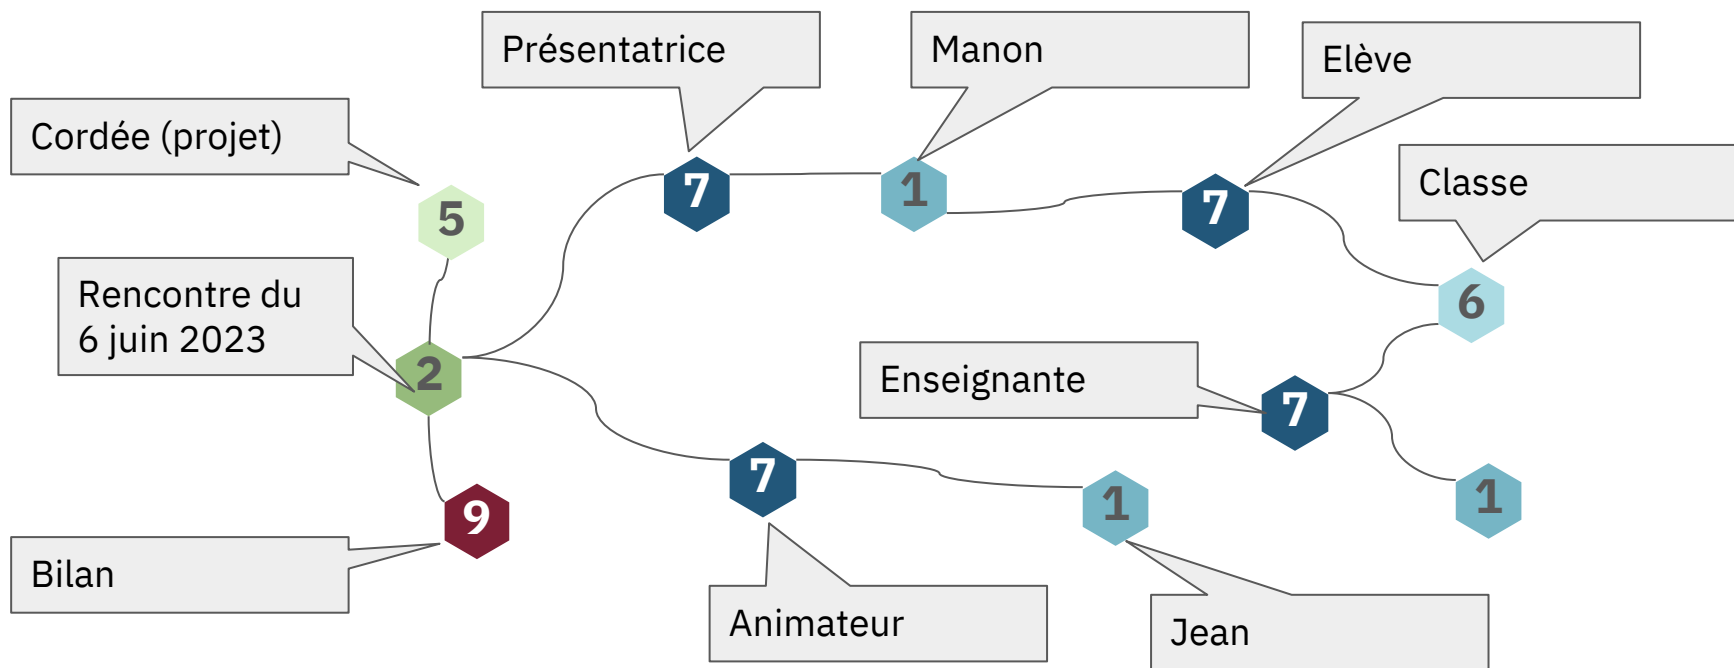 Présentatrice
Manon
Elève
Cordée (projet)
Classe
7
1
7
5
Rencontre du
6 juin 2023
6
2
Enseignante
7
7
1
1
9
Bilan
Animateur
Jean